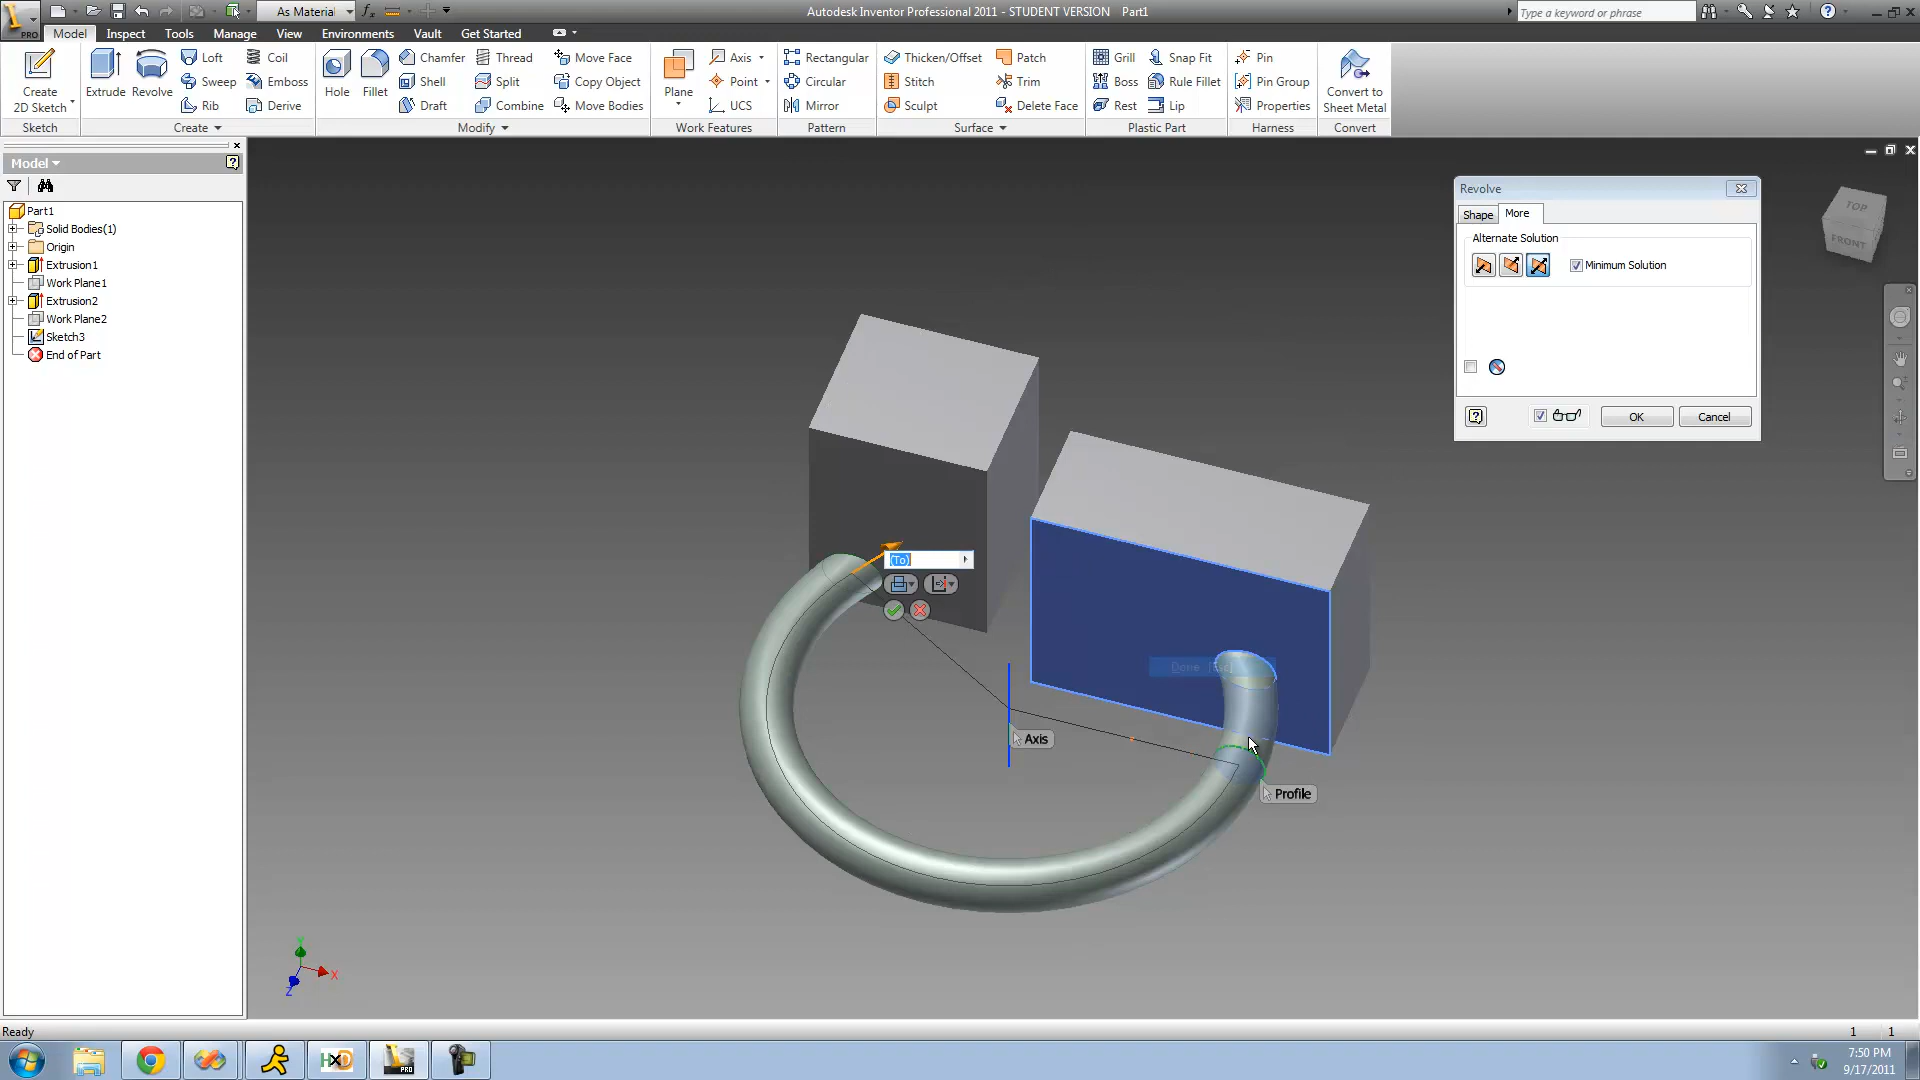 As Material
Autodesk Inventor Professional 2011 - STUDENT VERSION Part1
Type a keyword or phrase
PRO
Model Inspect Tools Manage View Environments Vault Get Started
Create 2D Sketch
Extrude
Revolve
Loft
Sweep
Rib
Coil
Emboss
Derive
Hole
Fillet
Chamfer
Shell
Draft
Thread
Split
Combine
Move Face
Copy Object
Move Bodies
Plane
Axis
Point
UCS
Rectangular
Circular
Mirror
Thicken/Offset
Stitch
Sculpt
Patch
Trim
Delete Face
Grill
Boss
Rest
Snap Fit
Rule Fillet
Lip
Pin
Pin Group
Properties
Convert to Sheet Metal
Sketch Create Modify Work Features Pattern Surface Plastic Part Harness Convert
Model
Part1
Solid Bodies(1)
Origin
Extrusion1
Work Plane1
Extrusion2
Work Plane2
Sketch3
End of Part
Revolve
Shape More
Alternate Solution
Minimum Solution
OK Cancel
TOP
FRONT
(To)
Done [Esc]
Axis
Profile
Y
X
Z
Ready
1 1
HXD
PRO
7:50 PM
9/17/2011